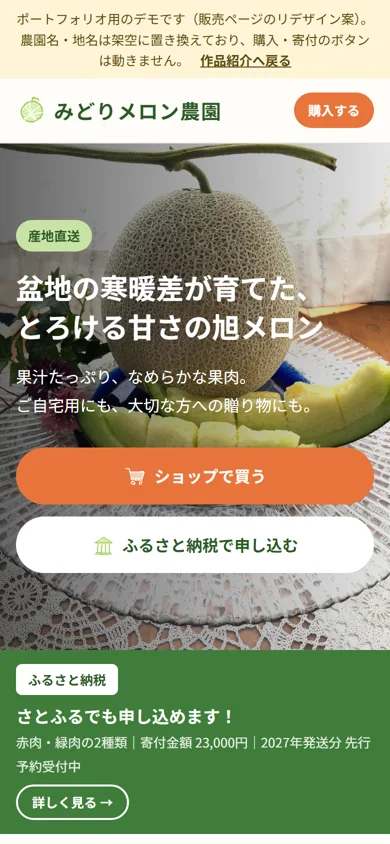 ポートフォリオ用のデモです（販売ページのリデザイン案）。
農園名・地名は架空に置き換えており、購入・寄付のボタン
は動きません。 作品紹介へ戻る
みどりメロン農園
購入する
産地直送
盆地の寒暖差が育てた、
とろける甘さの旭メロン
果汁たっぷり、なめらかな果肉。
ご自宅用にも、大切な方への贈り物にも。
ショップで買う
ふるさと納税で申し込む
ふるさと納税
さとふるでも申し込めます！
赤肉・緑肉の2種類｜寄付金額 23,000円｜2027年発送分 先行
予約受付中
詳しく見る →